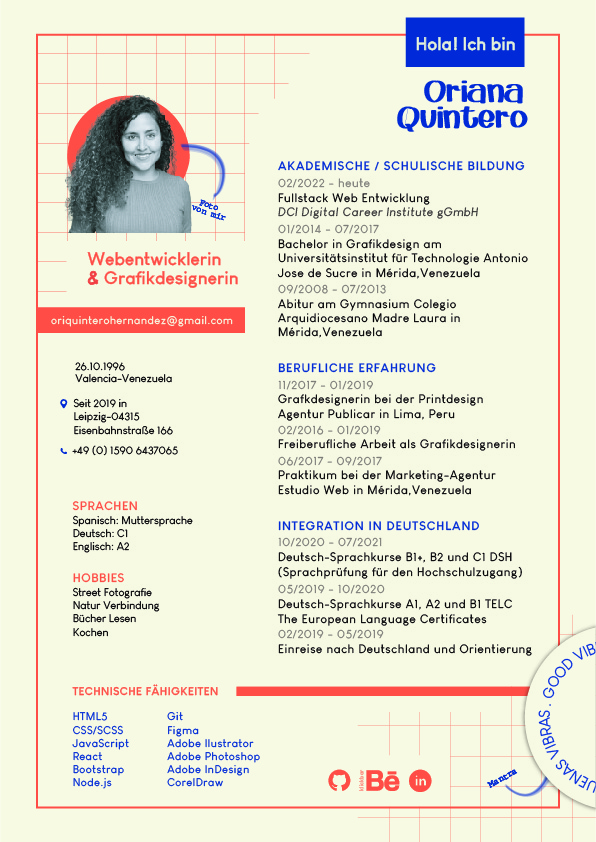 Hola! Ich bin
Oriana
Quintero
Foto
von mir
Webentwicklerin
& Grafikdesignerin
oriquinterohernandez@gmail.com
26.10.1996
Valencia-Venezuela
Seit 2019 in
Leipzig-04315
Eisenbahnstraße 166
+49 (0) 1590 6437065
SPRACHEN
Spanisch: Muttersprache
Deutsch: C1
Englisch: A2
HOBBIES
Street Fotografie
Natur Verbindung
Bücher Lesen
Kochen
AKADEMISCHE / SCHULISCHE BILDUNG
02/2022 - heute
Fullstack Web Entwicklung
DCI Digital Career Institute gGmbH
01/2014 - 07/2017
Bachelor in Grafikdesign am
Universitätsinstitut für Technologie Antonio
Jose de Sucre in Mérida,Venezuela
09/2008 - 07/2013
Abitur am Gymnasium Colegio
Arquidiocesano Madre Laura in
Mérida,Venezuela
BERUFLICHE ERFAHRUNG
11/2017 - 01/2019
Grafkdesignerin bei der Printdesign
Agentur Publicar in Lima, Peru
02/2016 - 01/2019
Freiberufliche Arbeit als Grafikdesignerin
06/2017 - 09/2017
Praktikum bei der Marketing-Agentur
Estudio Web in Mérida,Venezuela
INTEGRATION IN DEUTSCHLAND
10/2020 - 07/2021
Deutsch-Sprachkurse B1+, B2 und C1 DSH
(Sprachprüfung für den Hochschulzugang)
05/2019 - 10/2020
Deutsch-Sprachkurse A1, A2 und B1 TELC
The European Language Certificates
02/2019 - 05/2019
Einreise nach Deutschland und Orientierung
TECHNISCHE FÄHIGKEITEN
HTML5
CSS/SCSS
JavaScript
React
Bootstrap
Node.js
Git
Figma
Adobe Ilustrator
Adobe Photoshop
Adobe InDesign
CorelDraw
Bē
in
Mantra
UENAS VIBRAS . GOOD VIB